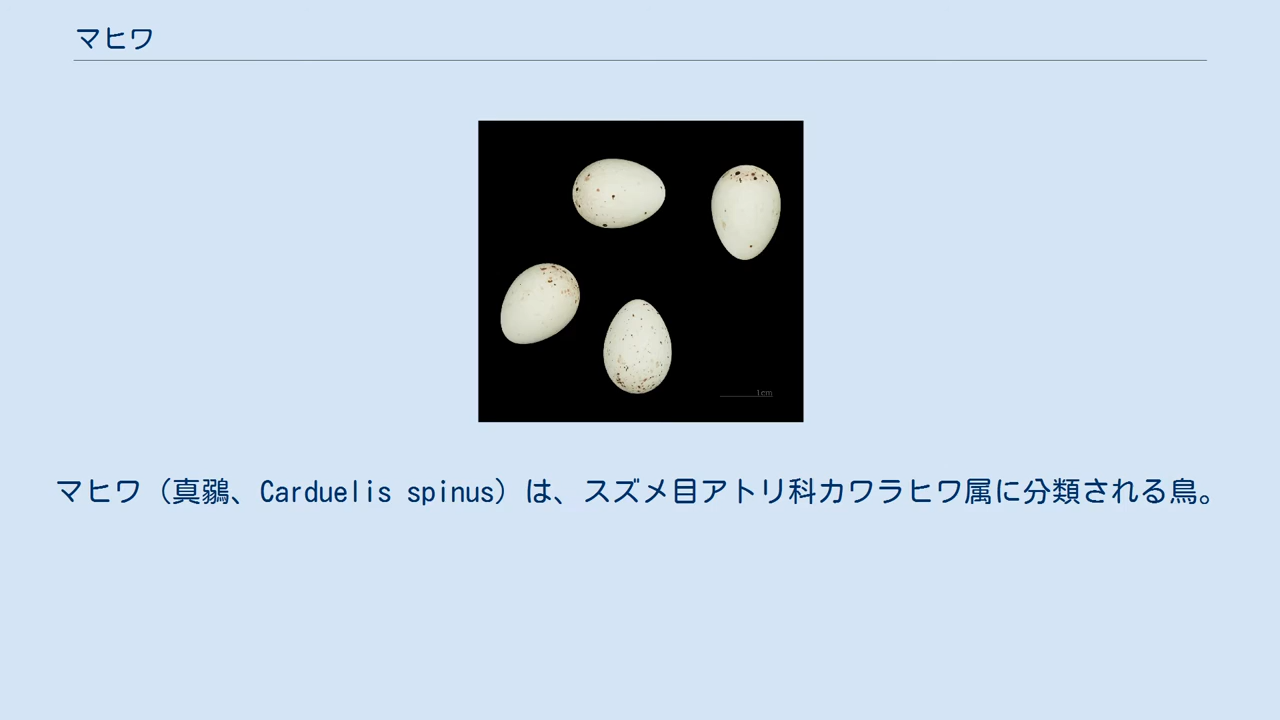 マヒワ
1cm
マヒワ（真鶸、Carduelis spinus）は、スズメ目アトリ科カワラヒワ属に分類される鳥。